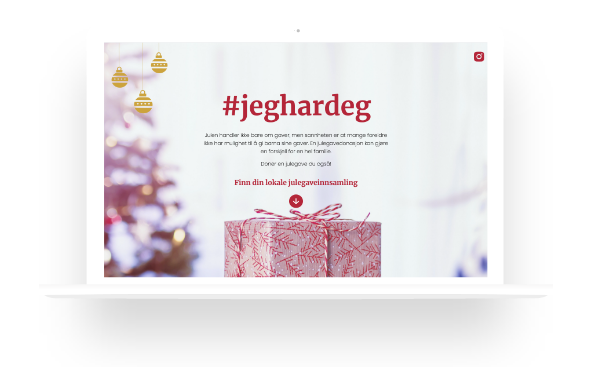 #jeghardeg
Julen handler ikke bare om gaver, men sannheten er at mange foreldre
ikke har mulighet til å gi barna sine gaver. En julegavedonasjon kan gjøre
en forskjell for en hel familie.
Doner en julegave du også!
Finn din lokale julegaveinnsamling